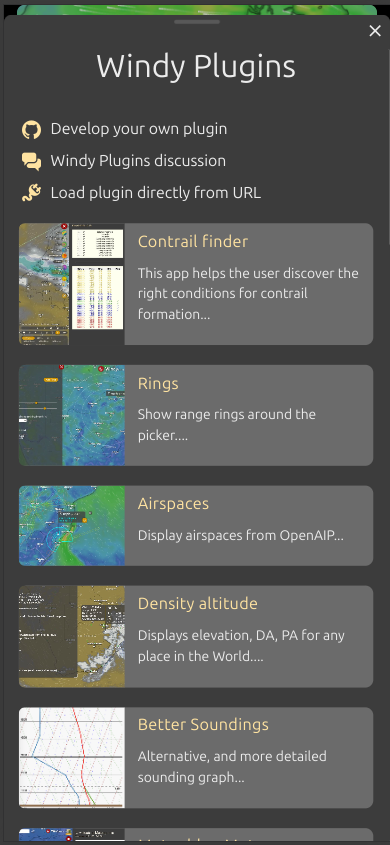 Windy Plugins
Develop your own plugin
Windy Plugins discussion
Load plugin directly from URL
Contrail finder
This app helps the user discover the
right conditions for contrail
formation...
Rings
Show range rings around the
picker....
Airspaces
Display airspaces from OpenAIP...
Density altitude
Displays elevation, DA, PA for any
place in the World....
Better Soundings
Alternative, and more detailed
sounding graph...